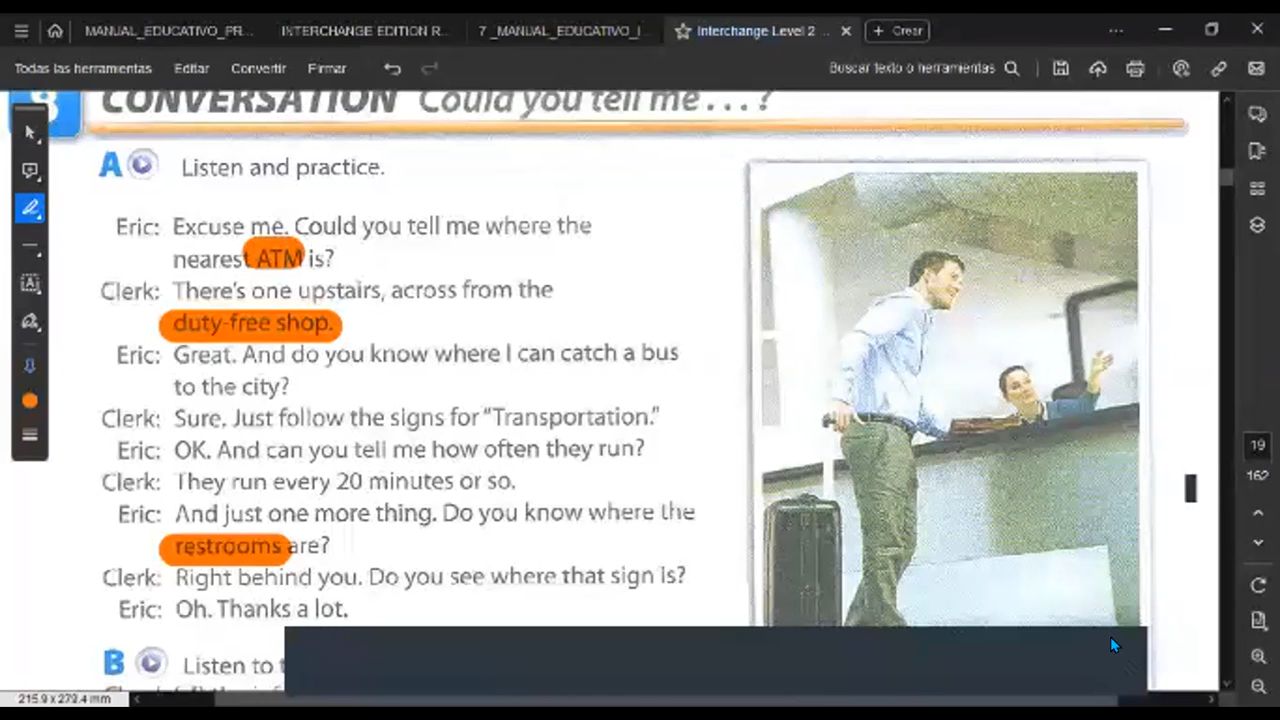 MANUAL_EDUCATIVO_PR... INTERCHANGE EDITION R... 7 _MANUAL_EDUCATIVO_I... Interchange Level 2 ... + Crear
Todas las herramientas Editar Convertir Firmar Buscar texto o herramientas
8 CONVERSATION Could you tell me . . . ?
A Listen and practice.
Eric: Excuse me. Could you tell me where the
nearest ATM is?
Clerk: There's one upstairs, across from the
duty-free shop.
Eric: Great. And do you know where I can catch a bus
to the city?
Clerk: Sure. Just follow the signs for “Transportation.”
Eric: OK. And can you tell me how often they run?
Clerk: They run every 20 minutes or so.
Eric: And just one more thing. Do you know where the
restrooms are?
Clerk: Right behind you. Do you see where that sign is?
Eric: Oh. Thanks a lot.
B Listen to t
19
162
215.9 x 279.4 mm